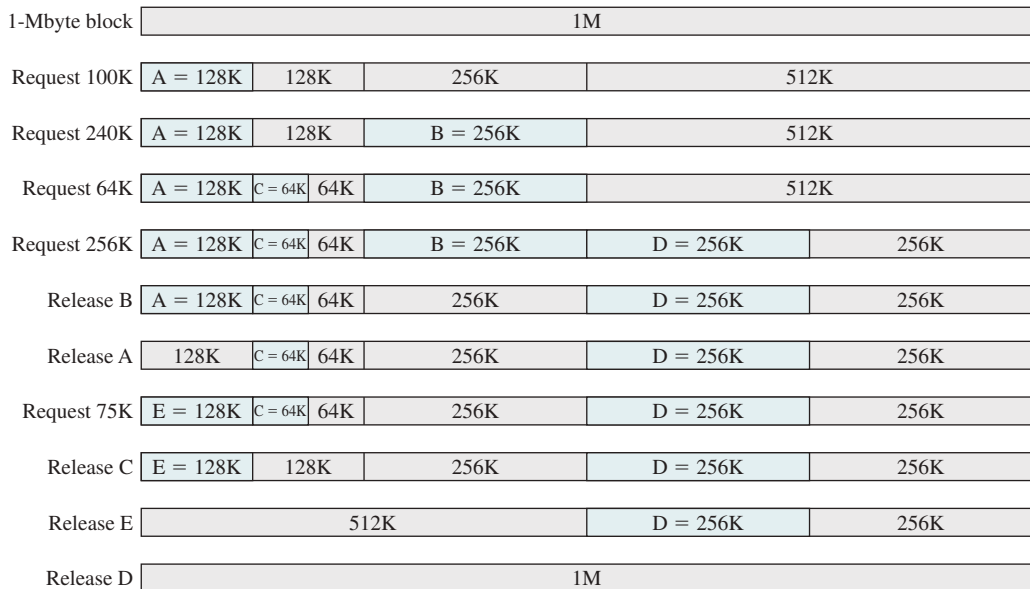 1-Mbyte block 1M
Request 100K A = 128K 128K 256K 512K
Request 240K A = 128K 128K B = 256K 512K
Request 64K A = 128K C = 64K 64K B = 256K 512K
Request 256K A = 128K C = 64K 64K B = 256K D = 256K 256K
Release B A = 128K C = 64K 64K 256K D = 256K 256K
Release A 128K C = 64K 64K 256K D = 256K 256K
Request 75K E = 128K C = 64K 64K 256K D = 256K 256K
Release C E = 128K 128K 256K D = 256K 256K
Release E 512K D = 256K 256K
Release D 1M